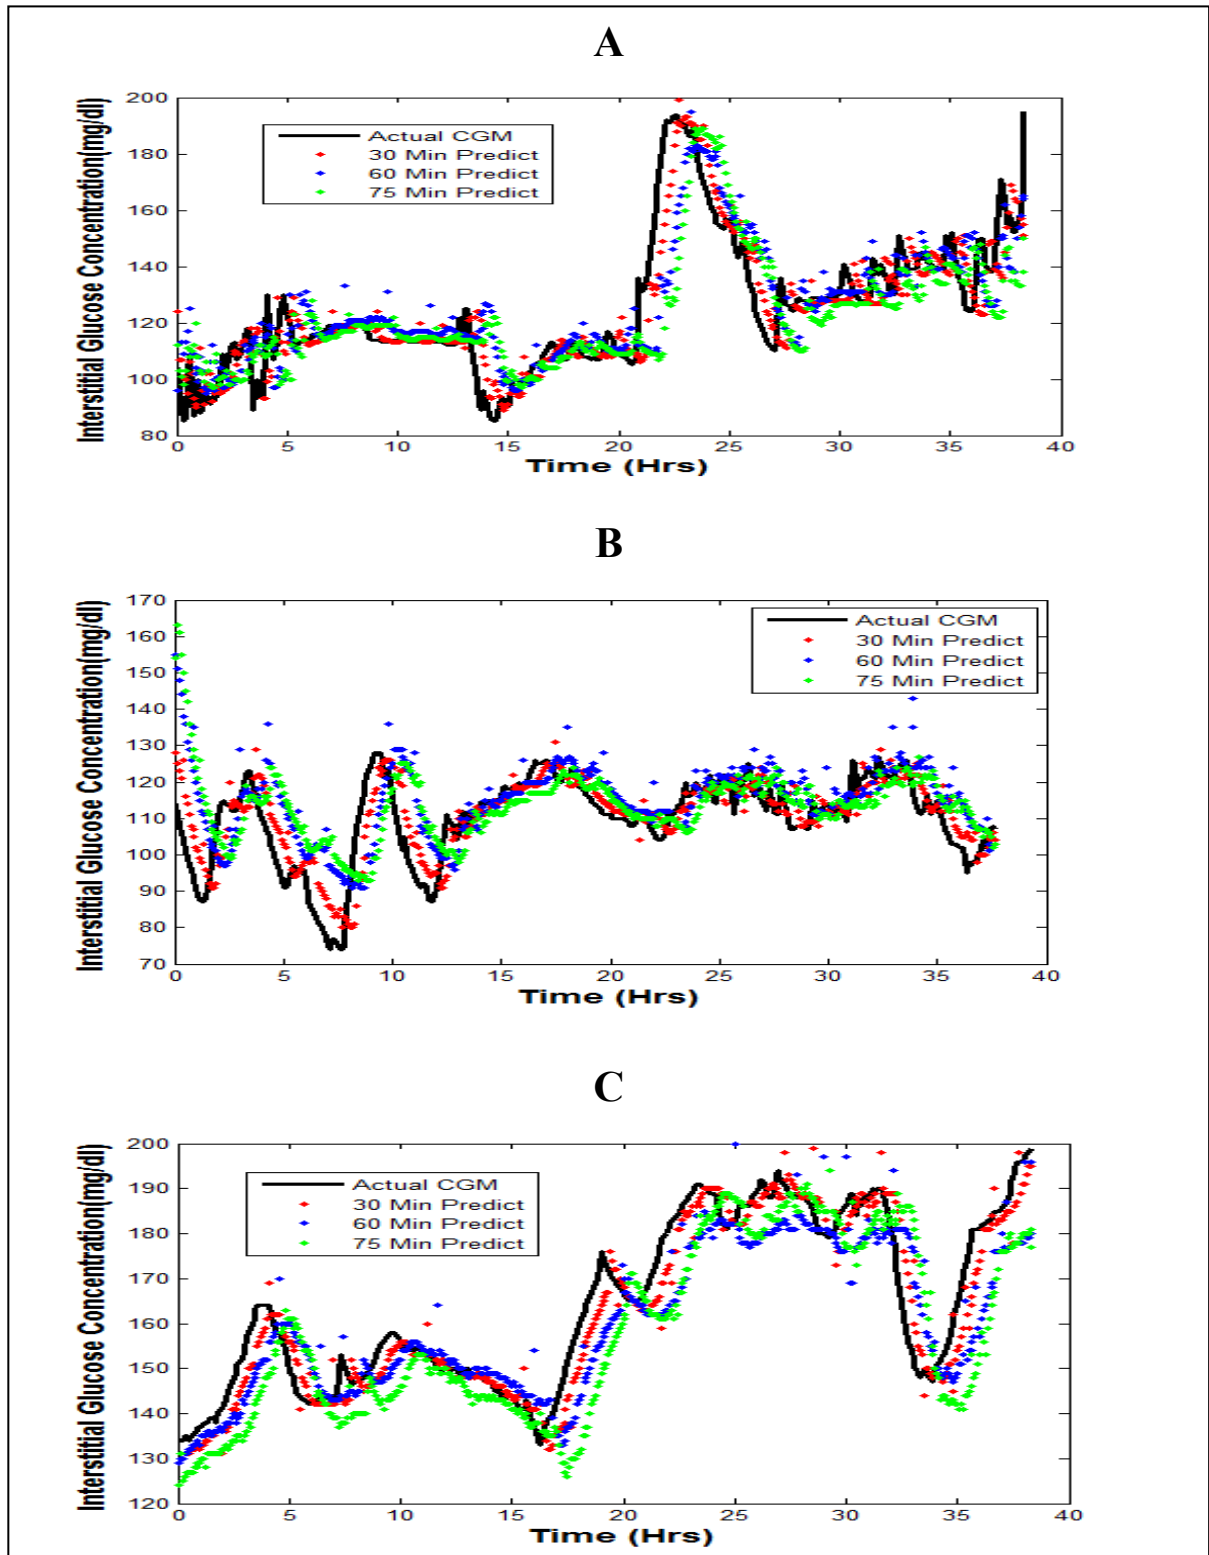 A
Interstitial Glucose Concentration(mg/dl)
200
180
160
140
120
100
80
Actual CGM
30 Min Predict
60 Min Predict
75 Min Predict
0 5 10 15 20 25 30 35 40
Time (Hrs)
B
Interstitial Glucose Concentration(mg/dl)
170
160
150
140
130
120
110
100
90
80
70
Actual CGM
30 Min Predict
60 Min Predict
75 Min Predict
0 5 10 15 20 25 30 35 40
Time (Hrs)
C
Interstitial Glucose Concentration(mg/dl)
200
190
180
170
160
150
140
130
120
Actual CGM
30 Min Predict
60 Min Predict
75 Min Predict
0 5 10 15 20 25 30 35 40
Time (Hrs)